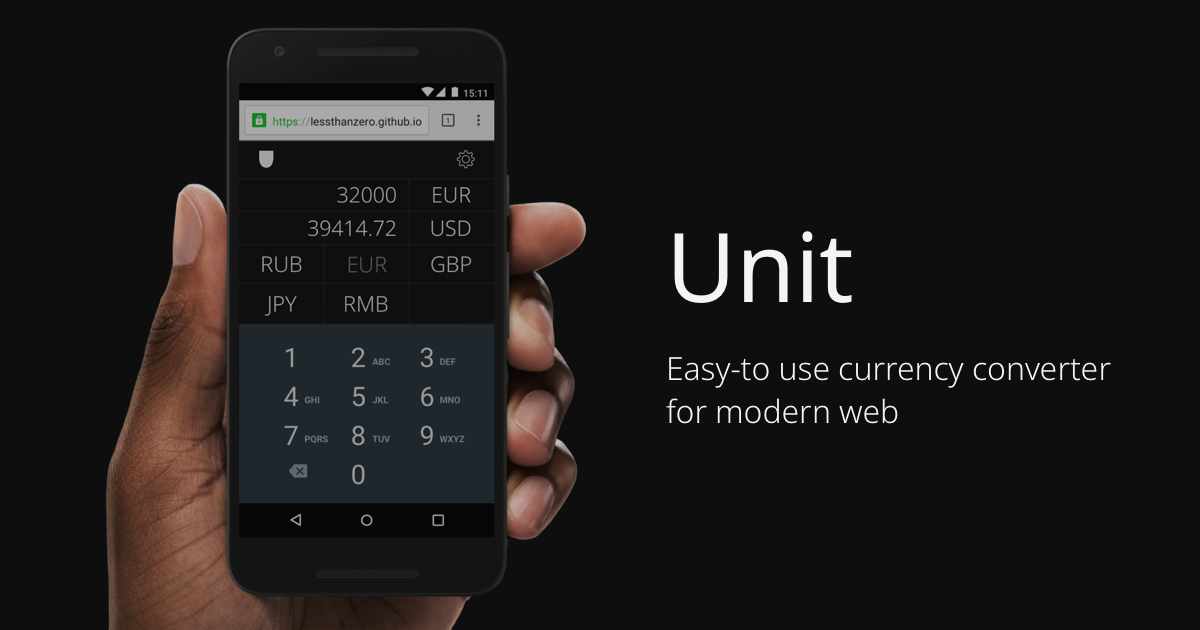 15:11
https://lessthanzero.github.io
1
32000 EUR
39414.72 USD
RUB EUR GBP
JPY RMB
1 2 ABC 3 DEF
4 GHI 5 JKL 6 MNO
7 PQRS 8 TUV 9 WXYZ
0
Unit
Easy-to use currency converter
for modern web